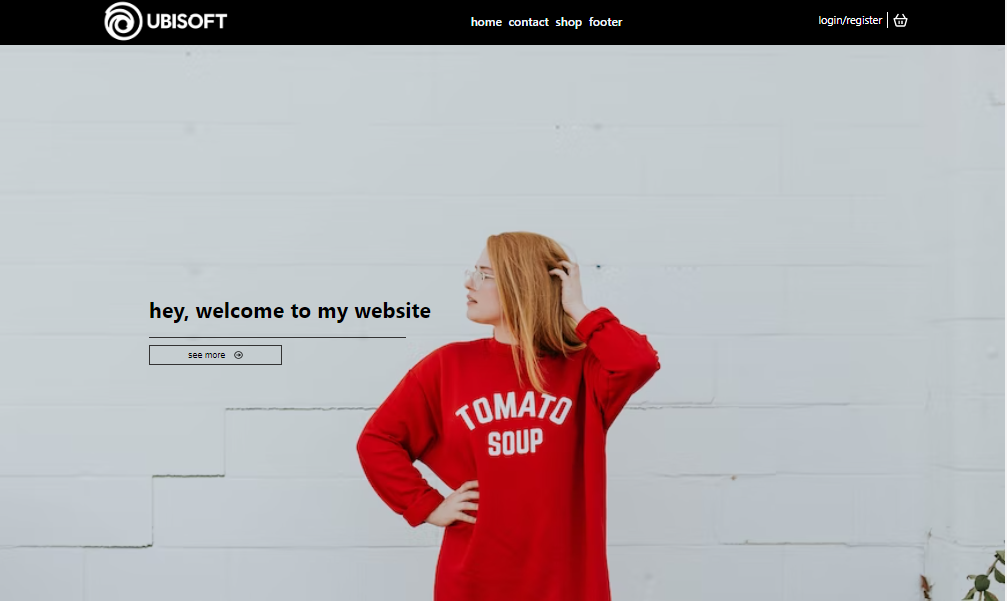 UBISOFT
home contact shop footer
login/register
hey, welcome to my website
see more
TOMATO
SOUP